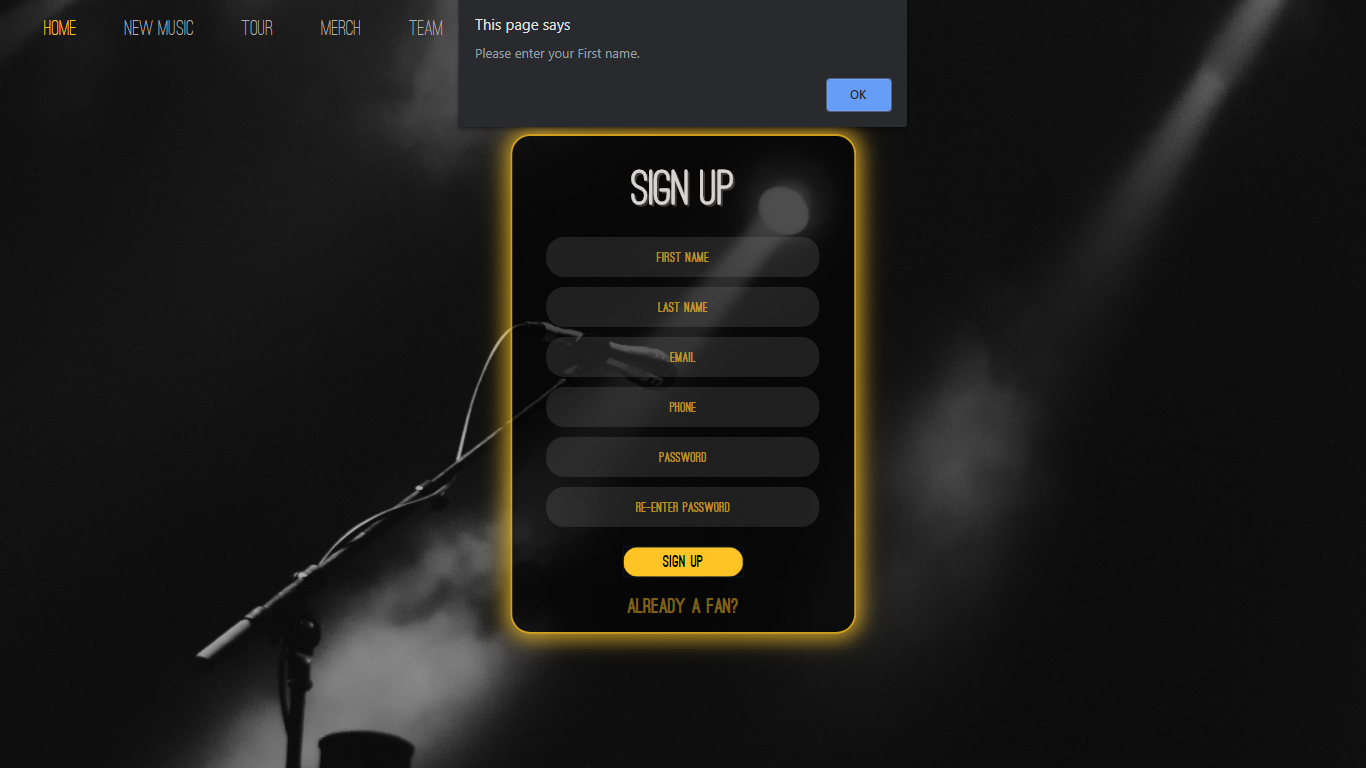 HOME NEW MUSIC TOUR MERCH TEAM
This page says
Please enter your First name.
OK
SIGN UP
FIRST NAME
LAST NAME
EMAIL
PHONE
PASSWORD
RE-ENTER PASSWORD
SIGN UP
ALREADY A FAN?